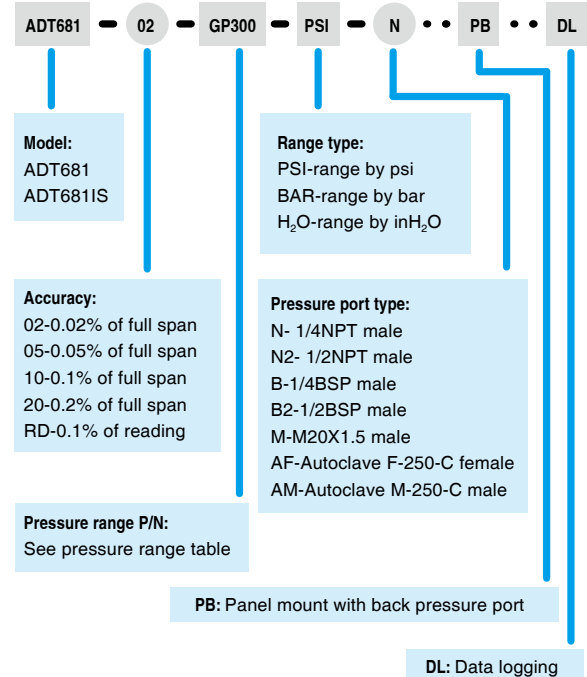 ADT681 02 GP300 PSI N PB DL
Model:
ADT681
ADT681IS
Range type:
PSI-range by psi
BAR-range by bar
H₂O-range by inH₂O
Accuracy:
02-0.02% of full span
05-0.05% of full span
10-0.1% of full span
20-0.2% of full span
RD-0.1% of reading
Pressure port type:
N- 1/4NPT male
N2- 1/2NPT male
B-1/4BSP male
B2-1/2BSP male
M-M20X1.5 male
AF-Autoclave F-250-C female
AM-Autoclave M-250-C male
Pressure range P/N:
See pressure range table
PB: Panel mount with back pressure port
DL: Data logging